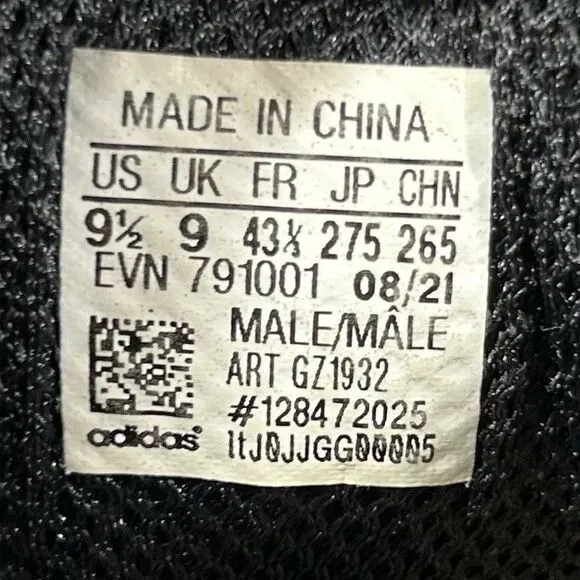 MADE IN CHINA
US UK FR JP CHN
9½ 9 43⅓ 275 265
EVN 791001 08/21
MALE/MÂLE
ART GZ1932
#128472025
adidas